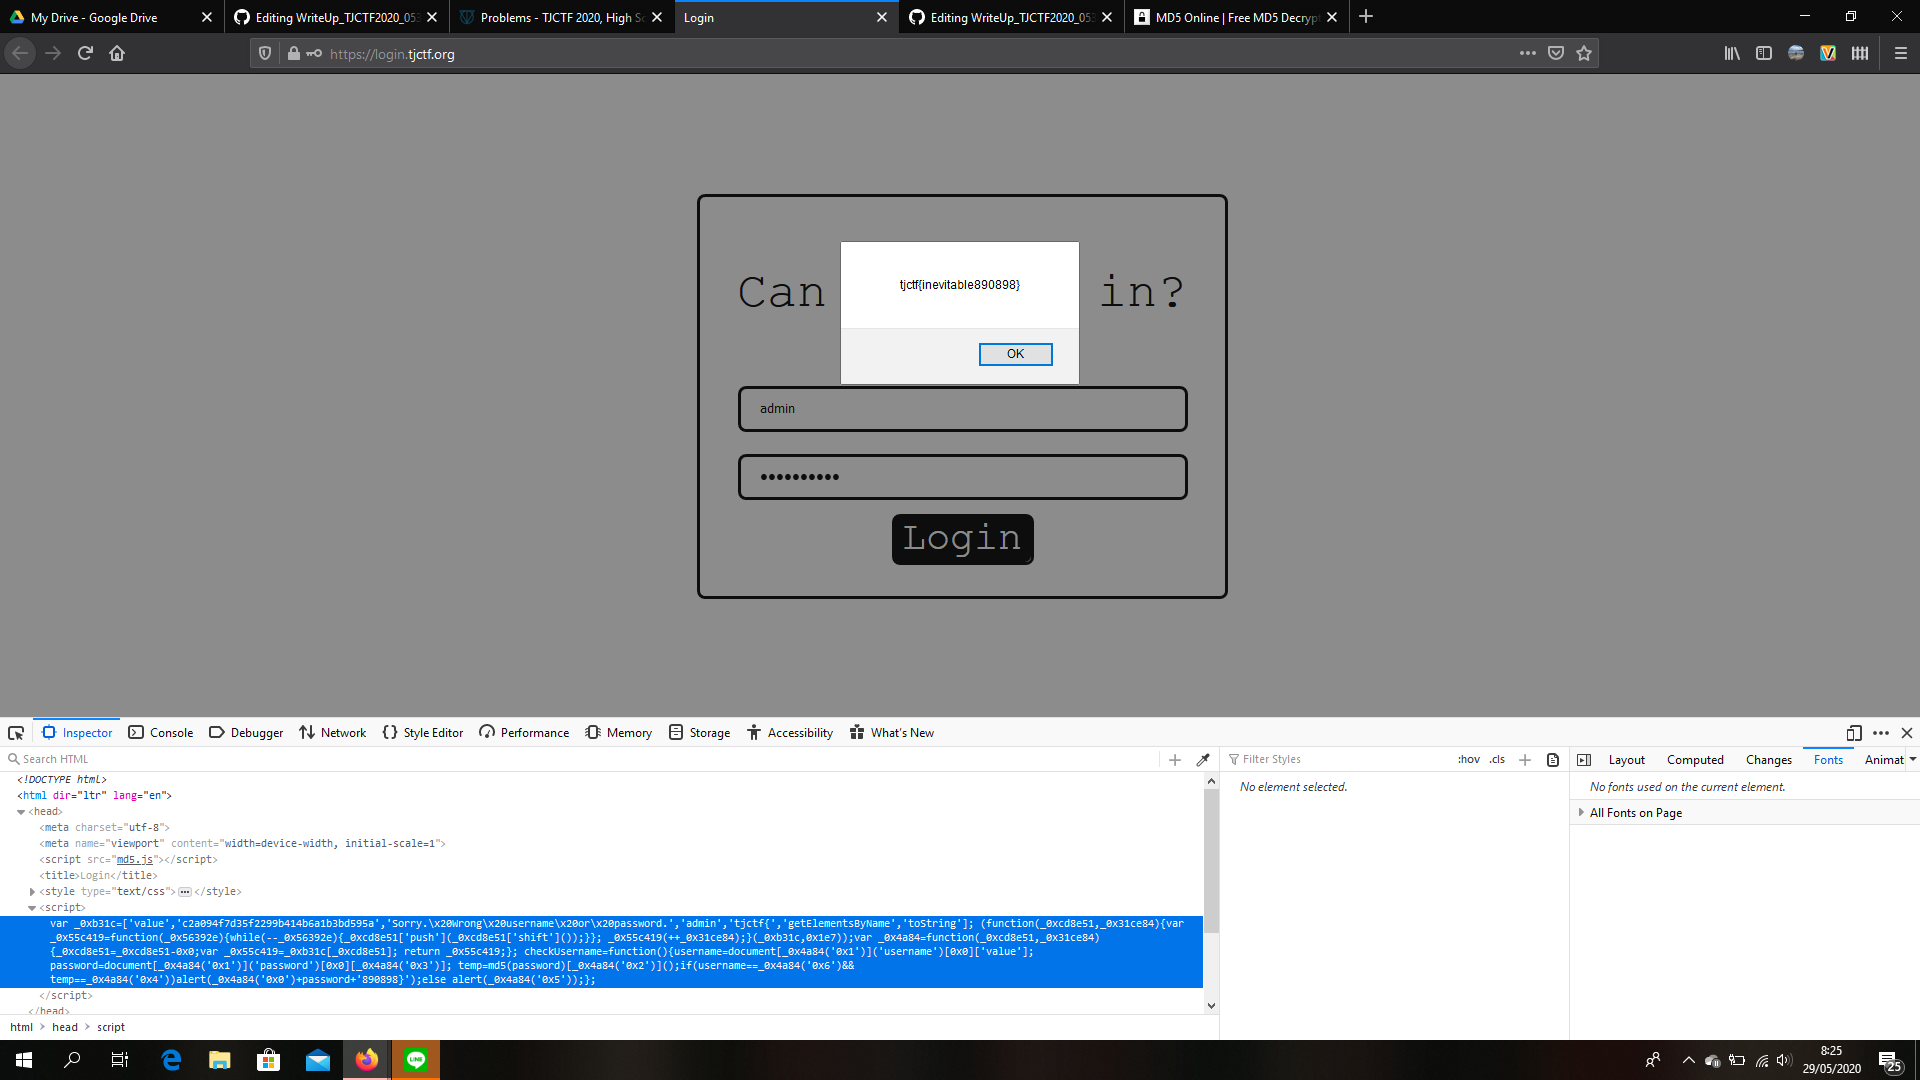 My Drive - Google Drive
Editing WriteUp_TJCTF2020_053
Problems - TJCTF 2020, High Sc
Login
Editing WriteUp_TJCTF2020_053
MD5 Online | Free MD5 Decrypt
https://login.tjctf.org
Can
in?
tjctf{inevitable890898}
OK
admin
Login
Inspector
Console
Debugger
Network
Style Editor
Performance
Memory
Storage
Accessibility
What's New
Search HTML
Filter Styles
:hov
.cls
Layout
Computed
Changes
Fonts
Animat
<!DOCTYPE html>
<html dir="ltr" lang="en">
<head>
<meta charset="utf-8">
<meta name="viewport" content="width=device-width, initial-scale=1">
<script src="md5.js"></script>
<title>Login</title>
<style type="text/css"></style>
<script>
var _0xb31c=['value','c2a094f7d35f2299b414b6a1b3bd595a','Sorry.\x20Wrong\x20username\x20or\x20password.','admin','tjctf{','getElementsByName','toString']; (function(_0xcd8e51,_0x31ce84){var
_0x55c419=function(_0x56392e){while(--_0x56392e){_0xcd8e51['push'](_0xcd8e51['shift']());}}; _0x55c419(++_0x31ce84);}(_0xb31c,0x1e7));var _0x4a84=function(_0xcd8e51,_0x31ce84)
{_0xcd8e51=_0xcd8e51-0x0;var _0x55c419=_0xb31c[_0xcd8e51]; return _0x55c419;}; checkUsername=function(){username=document[_0x4a84('0x1')]('username')[0x0]['value'];
password=document[_0x4a84('0x1')]('password')[0x0][_0x4a84('0x3')]; temp=md5(password)[_0x4a84('0x2')]();if(username==_0x4a84('0x6')&&
temp==_0x4a84('0x4'))alert(_0x4a84('0x0')+password+'890898}');else alert(_0x4a84('0x5'));};
</script>
</head>
No element selected.
No fonts used on the current element.
All Fonts on Page
html
head
script
LINE
8:25
29/05/2020
25